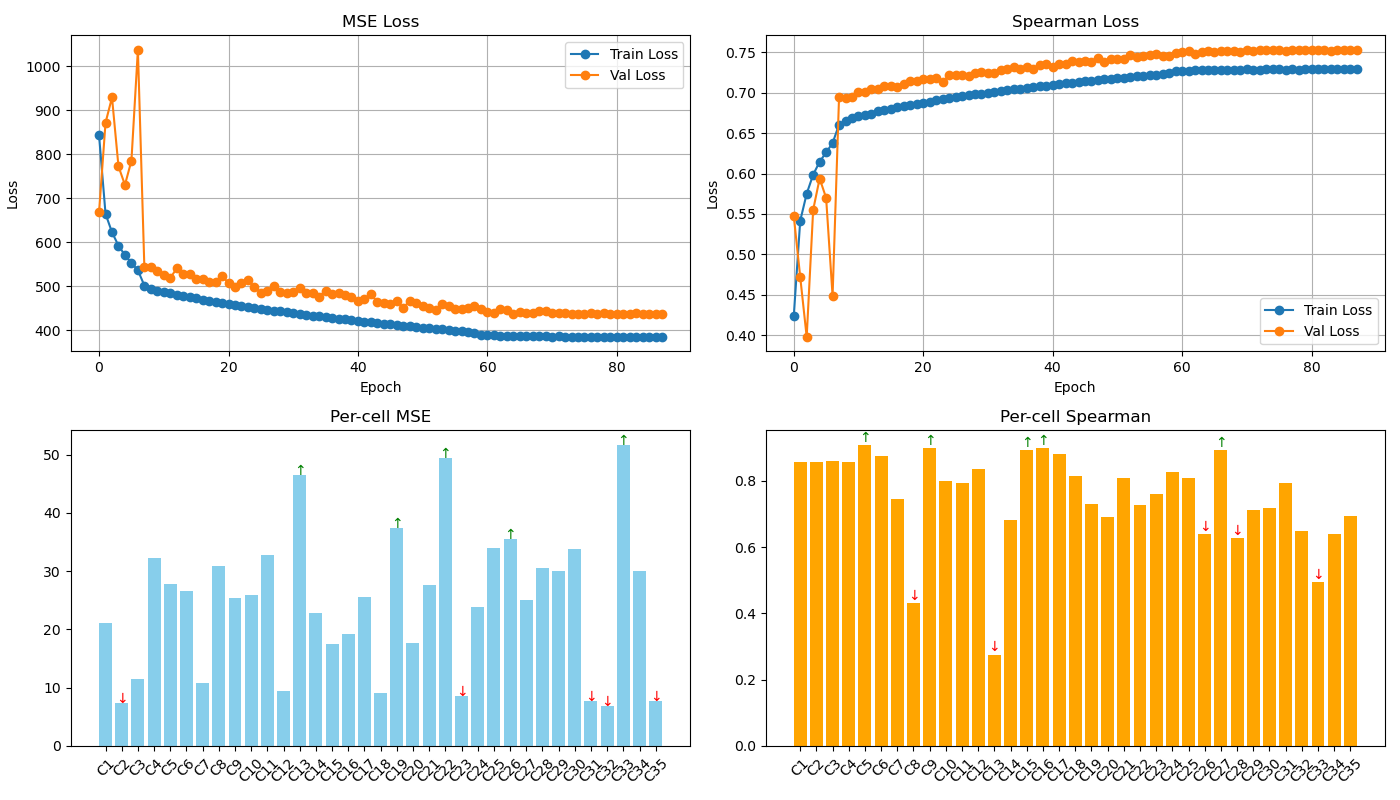 MSE Loss
1000
900
800
700
600
500
400
Loss
0 20 40 60 80
Epoch
Train Loss
Val Loss
Spearman Loss
0.75
0.70
0.65
0.60
0.55
0.50
0.45
0.40
Loss
0 20 40 60 80
Epoch
Train Loss
Val Loss
Per-cell MSE
50
40
30
20
10
0
↓ ↑ ↑ ↑ ↓ ↑ ↓ ↓ ↑ ↓
C1 C2 C3 C4 C5 C6 C7 C8 C9 C10 C11 C12 C13 C14 C15 C16 C17 C18 C19 C20 C21 C22 C23 C24 C25 C26 C27 C28 C29 C30 C31 C32 C33 C34 C35
Per-cell Spearman
0.8
0.6
0.4
0.2
0.0
↑ ↓ ↑ ↓ ↑ ↑ ↓ ↑ ↓ ↓
C1 C2 C3 C4 C5 C6 C7 C8 C9 C10 C11 C12 C13 C14 C15 C16 C17 C18 C19 C20 C21 C22 C23 C24 C25 C26 C27 C28 C29 C30 C31 C32 C33 C34 C35